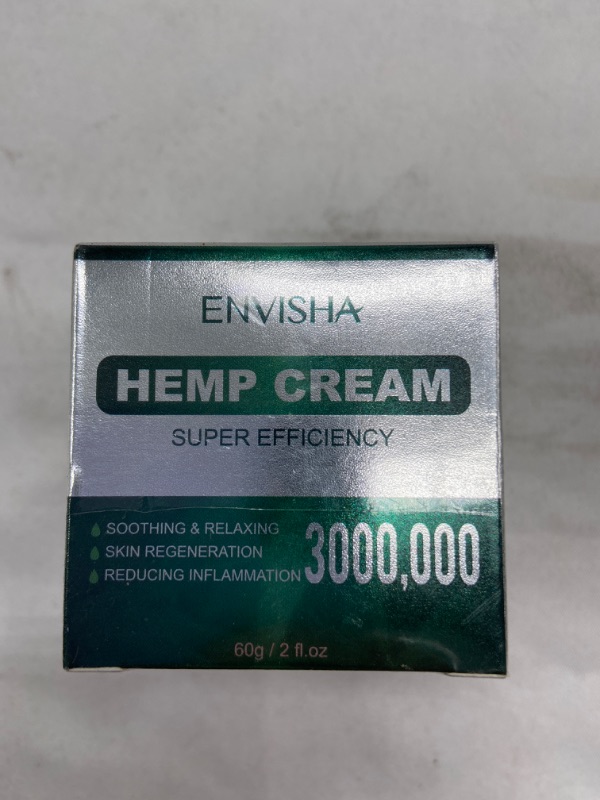 ENVISHA
HEMP CREAM
SUPER EFFICIENCY
SOOTHING & RELAXING
SKIN REGENERATION
REDUCING INFLAMMATION
3000,000
60g / 2 fl.oz